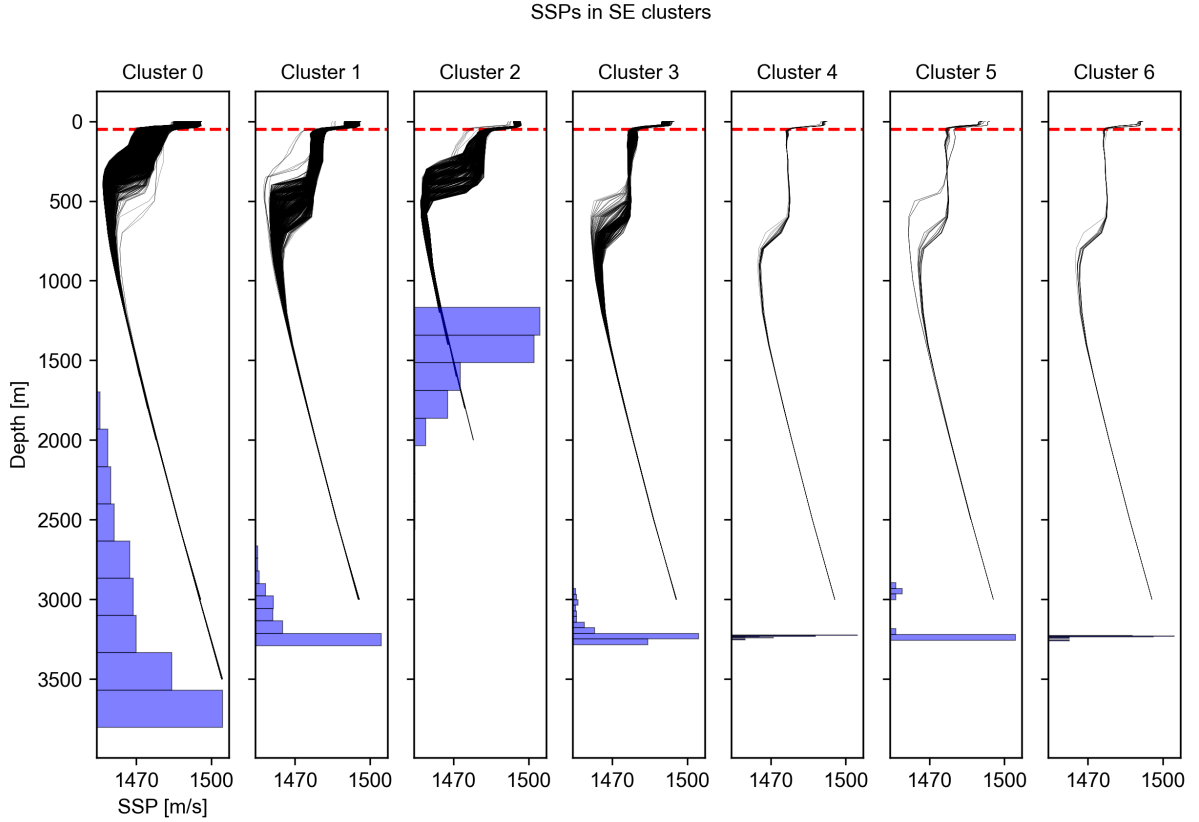 SSPs in SE clusters
Cluster 0 Cluster 1 Cluster 2 Cluster 3 Cluster 4 Cluster 5 Cluster 6
0
500
1000
1500
2000
2500
3000
3500
Depth [m]
1470 1500 1470 1500 1470 1500 1470 1500 1470 1500 1470 1500 1470 1500
SSP [m/s]